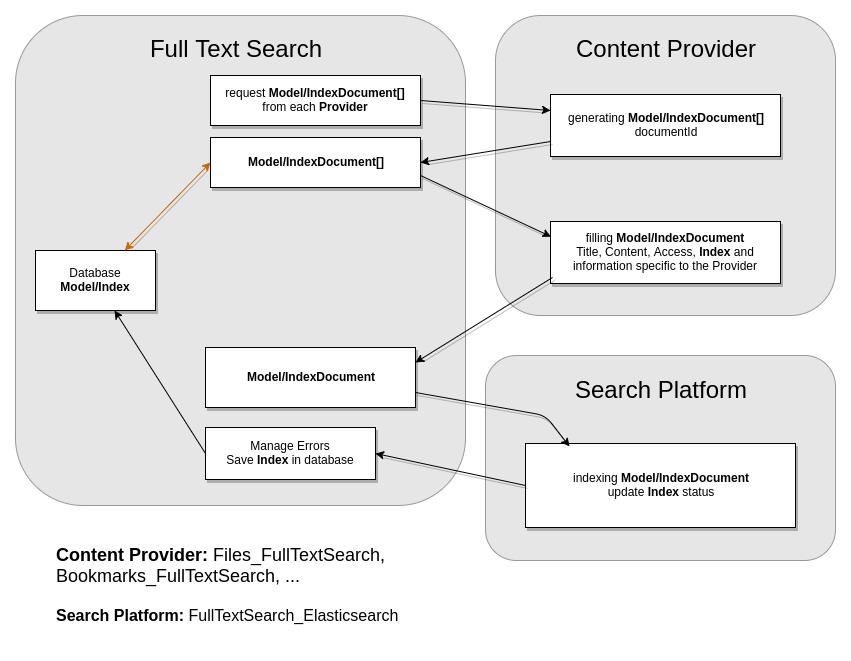 Full Text Search
request Model/IndexDocument[]
from each Provider
Model/IndexDocument[]
Database
Model/Index
Model/IndexDocument
Manage Errors
Save Index in database
Content Provider
generating Model/IndexDocument[]
documentId
filling Model/IndexDocument
Title, Content, Access, Index and
information specific to the Provider
Search Platform
indexing Model/IndexDocument
update Index status
Content Provider: Files_FullTextSearch,
Bookmarks_FullTextSearch, ...
Search Platform: FullTextSearch_Elasticsearch